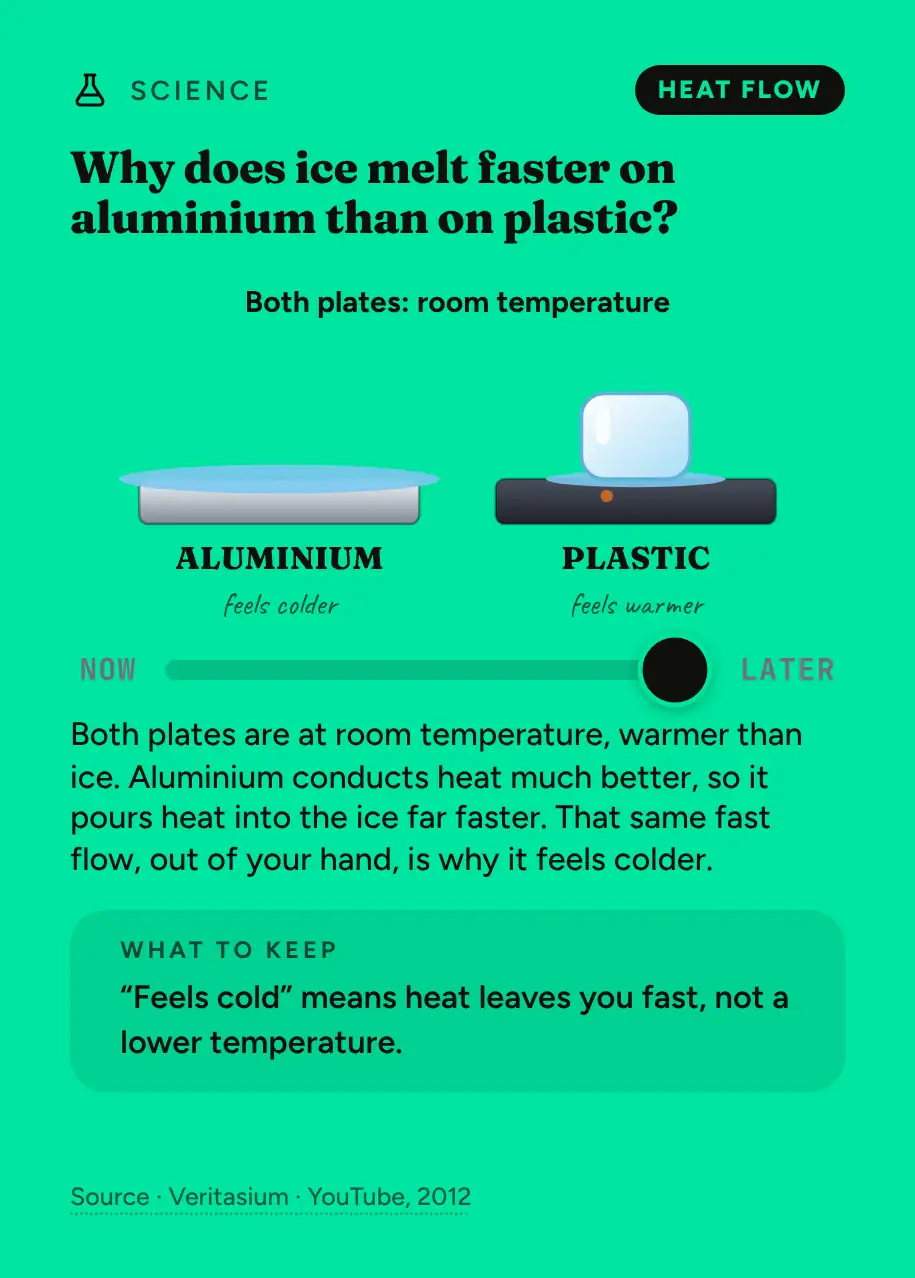 SCIENCE
HEAT FLOW
Why does ice melt faster on
aluminium than on plastic?
Both plates: room temperature
ALUMINIUM
PLASTIC
feels colder
feels warmer
NOW
LATER
Both plates are at room temperature, warmer than
ice. Aluminium conducts heat much better, so it
pours heat into the ice far faster. That same fast
flow, out of your hand, is why it feels colder.
WHAT TO KEEP
“Feels cold” means heat leaves you fast, not a
lower temperature.
Source · Veritasium · YouTube, 2012